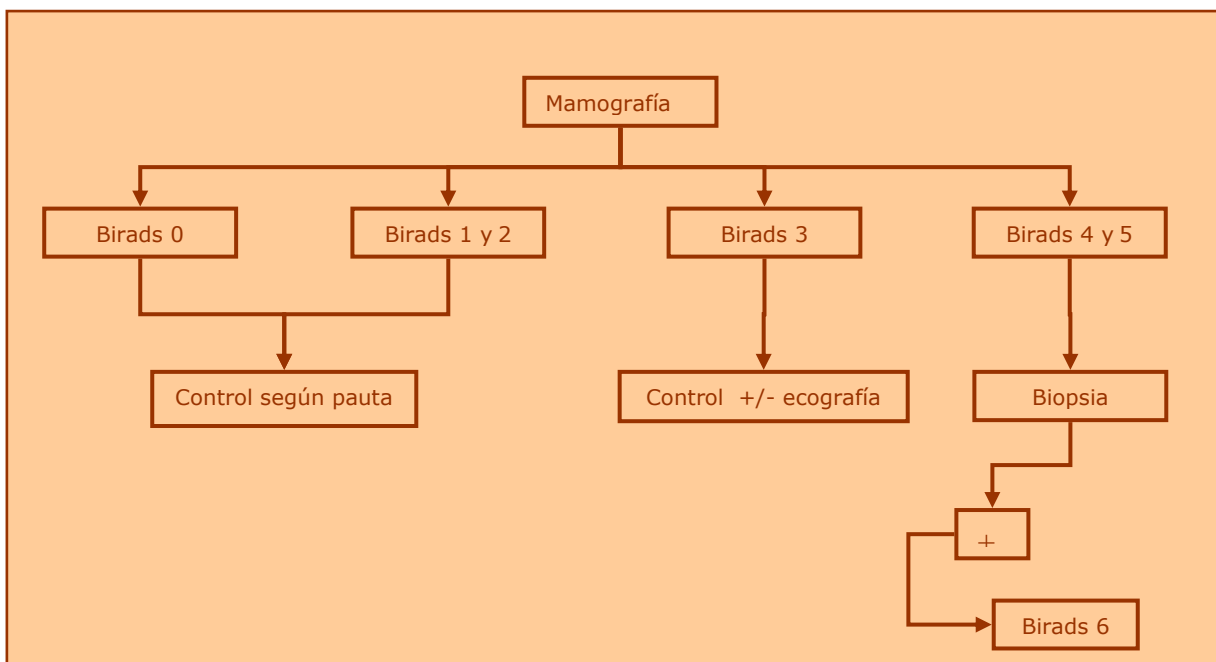 Mamografía
Birads 0
Birads 1 y 2
Birads 3
Birads 4 y 5
Control según pauta
Control +/- ecografía
Biopsia
+
Birads 6